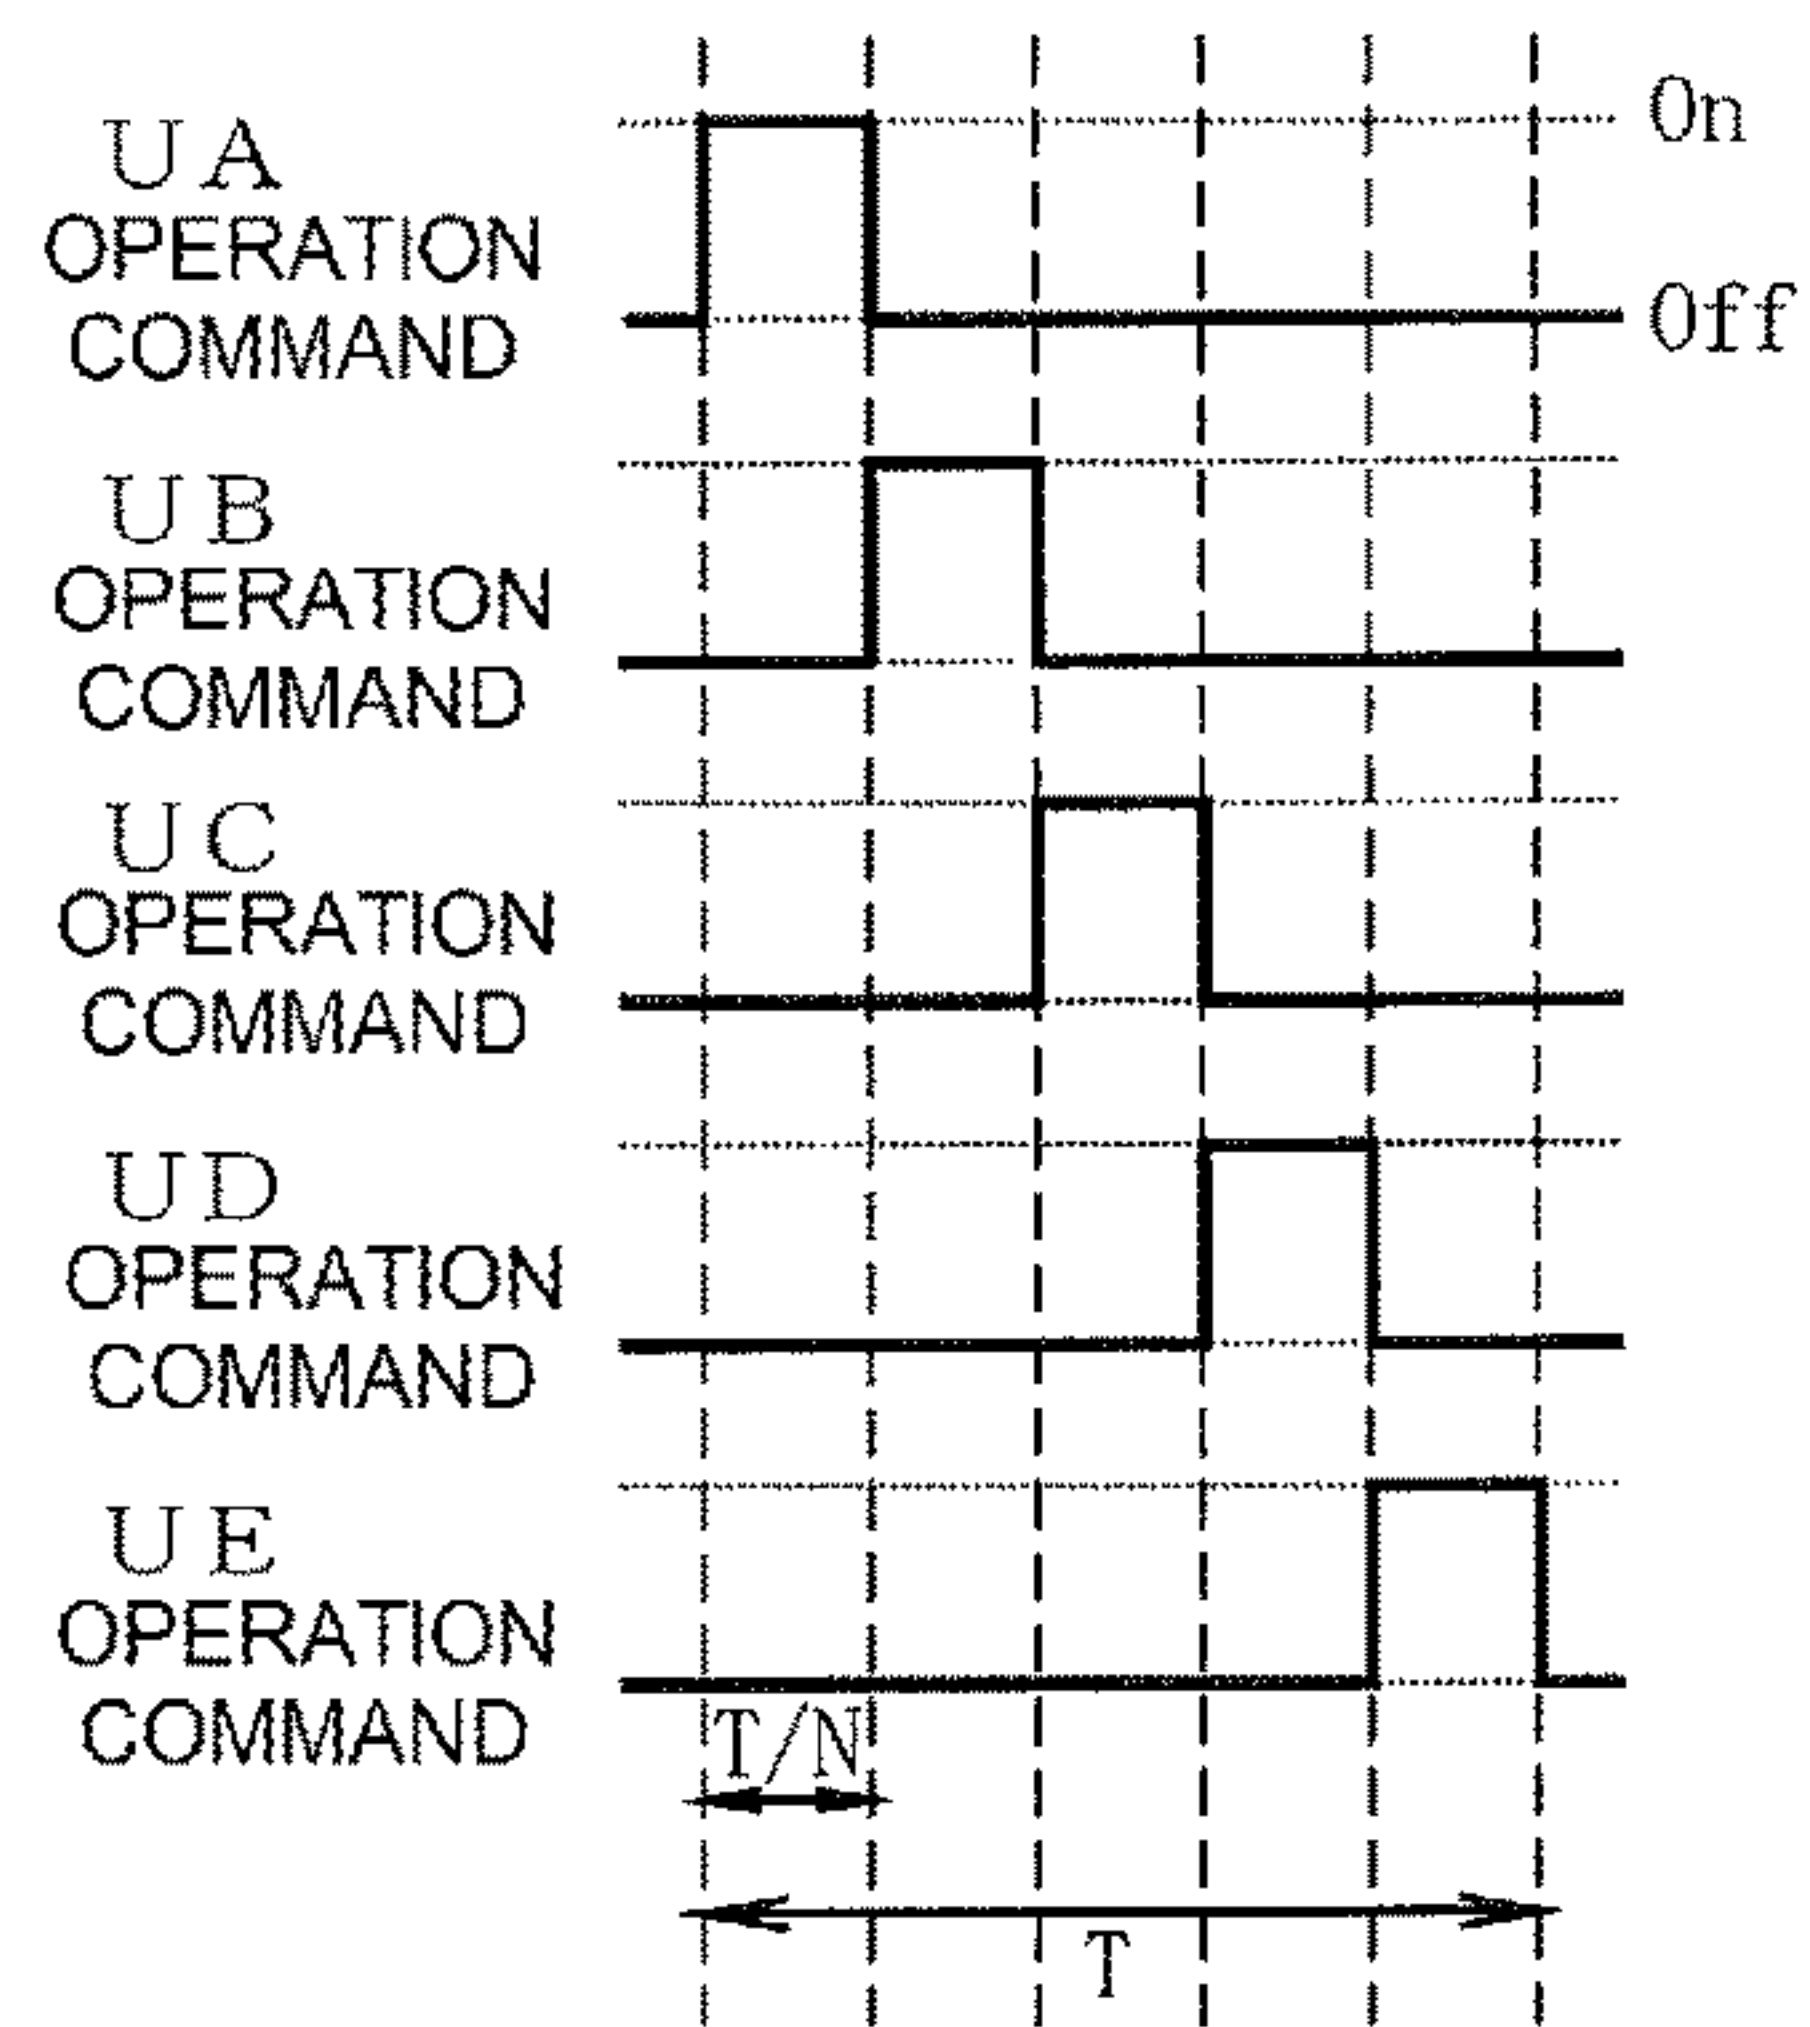 On
UA
OPERATION
COMMAND
Off
UB
OPERATION
COMMAND
UC
OPERATION
COMMAND
UD
OPERATION
COMMAND
UE
OPERATION
COMMAND
T/N
T